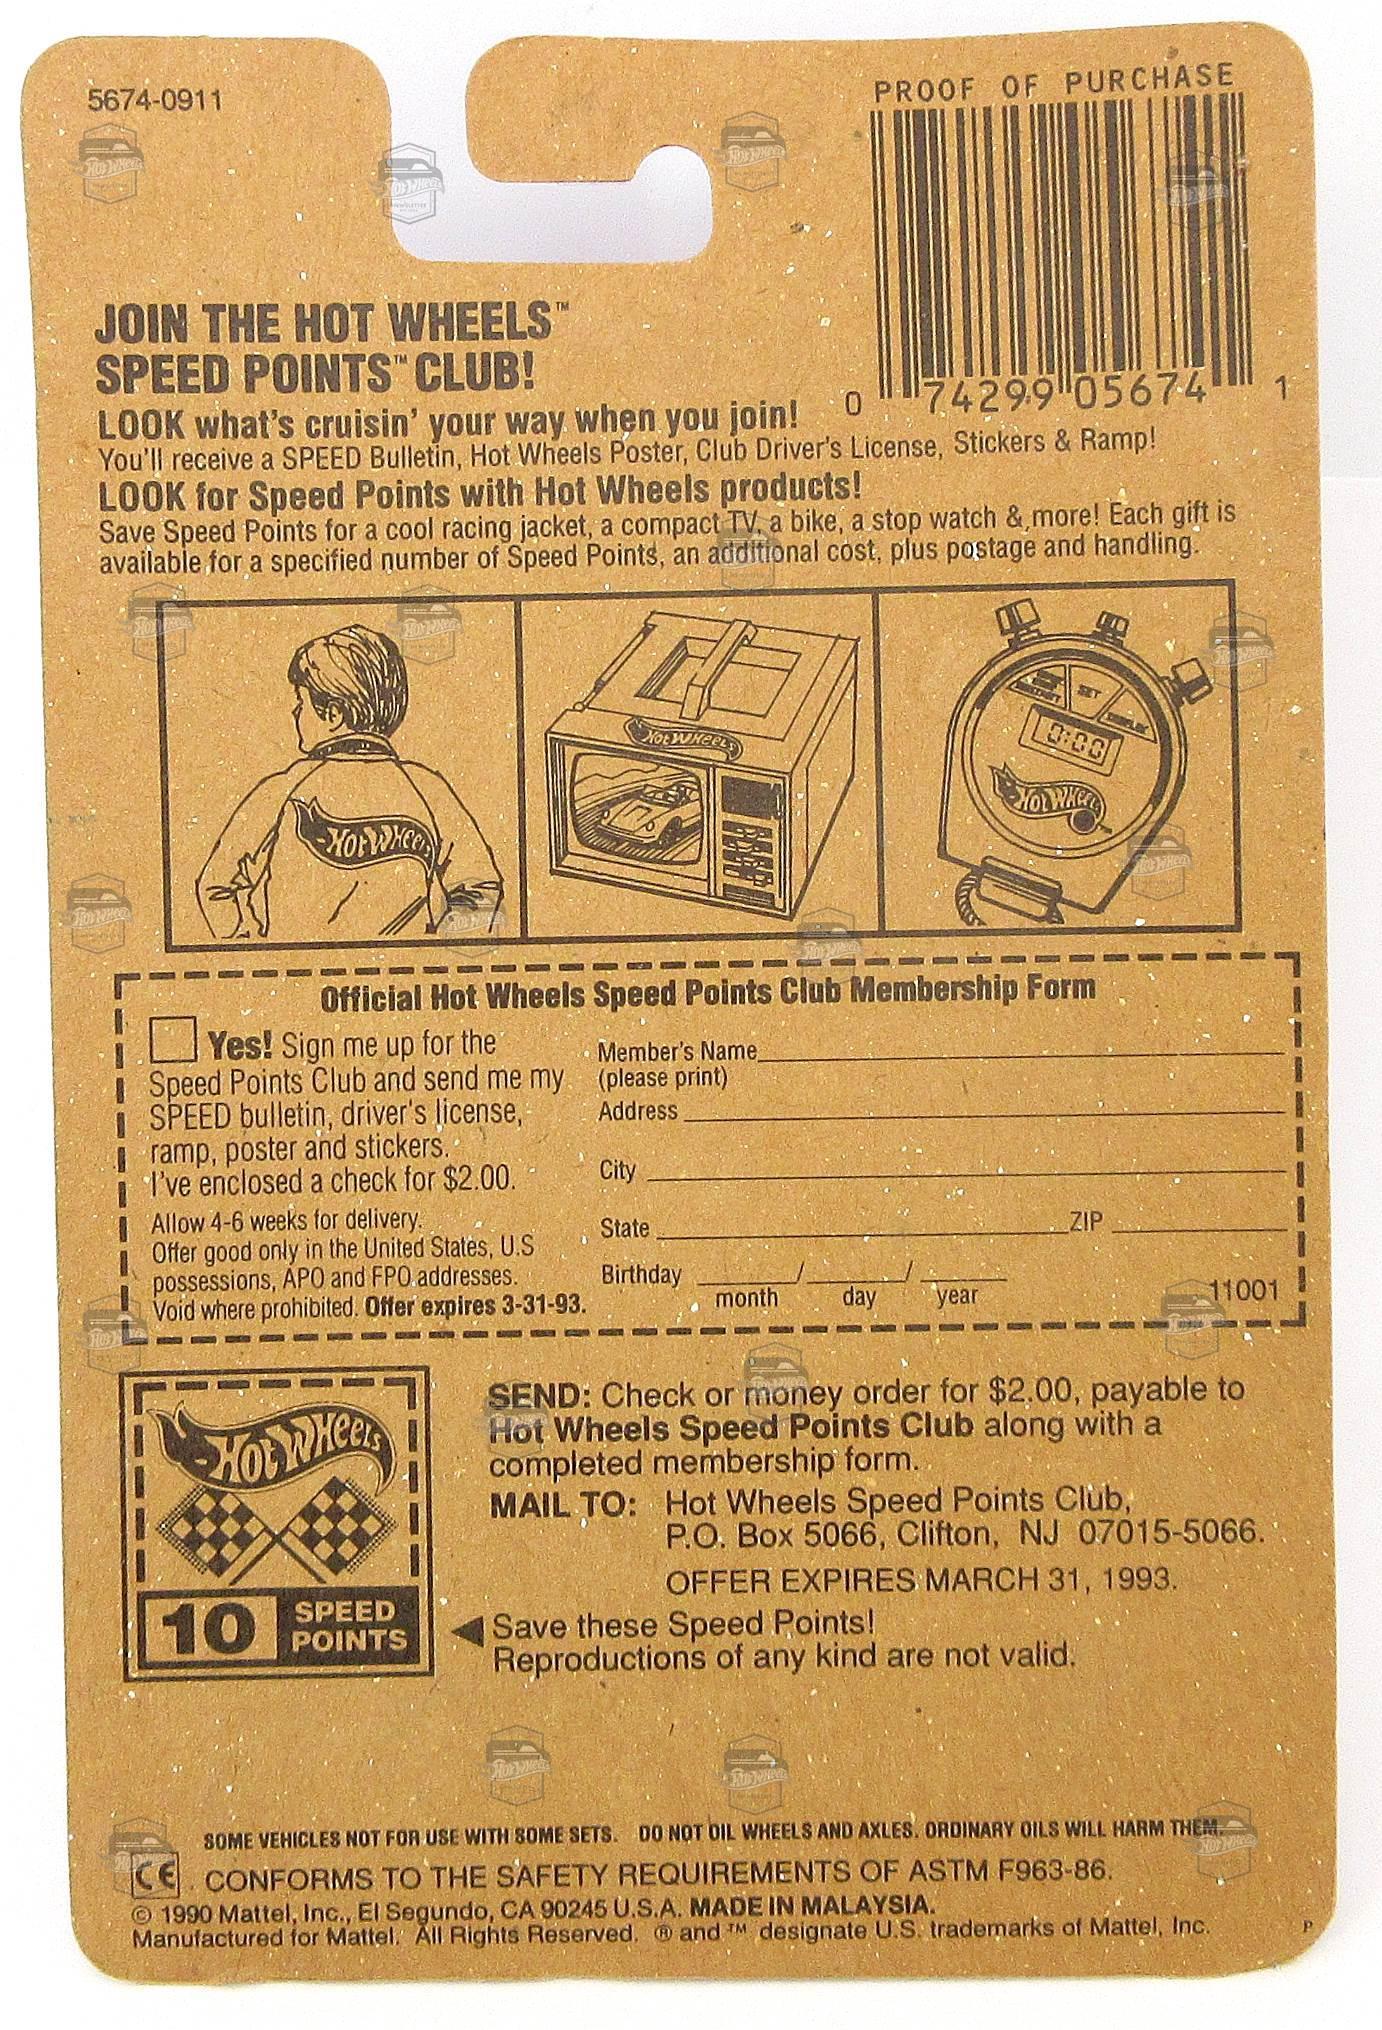 5674-0911
PROOF OF PURCHASE
0 74299 05674 1
JOIN THE HOT WHEELS™
SPEED POINTS™ CLUB!
LOOK what's cruisin' your way when you join!
You'll receive a SPEED Bulletin, Hot Wheels Poster, Club Driver's License, Stickers & Ramp!
LOOK for Speed Points with Hot Wheels products!
Save Speed Points for a cool racing jacket, a compact TV, a bike, a stop watch & more! Each gift is
available for a specified number of Speed Points, an additional cost, plus postage and handling.
Hot Wheels
Hot Wheels
SET
0:00
Hot Wheels
Official Hot Wheels Speed Points Club Membership Form
Yes! Sign me up for the
Speed Points Club and send me my
SPEED bulletin, driver's license,
ramp, poster and stickers.
I've enclosed a check for $2.00.
Allow 4-6 weeks for delivery.
Offer good only in the United States, U.S
possessions, APO and FPO addresses.
Void where prohibited. Offer expires 3-31-93.
Member's Name
(please print)
Address
City
State ZIP
Birthday / /
month day year
11001
Hot Wheels
10 SPEED
POINTS
SEND: Check or money order for $2.00, payable to
Hot Wheels Speed Points Club along with a
completed membership form.
MAIL TO: Hot Wheels Speed Points Club,
P.O. Box 5066, Clifton, NJ 07015-5066.
OFFER EXPIRES MARCH 31, 1993.
Save these Speed Points!
Reproductions of any kind are not valid.
SOME VEHICLES NOT FOR USE WITH SOME SETS. DO NOT OIL WHEELS AND AXLES. ORDINARY OILS WILL HARM THEM.
CE . CONFORMS TO THE SAFETY REQUIREMENTS OF ASTM F963-86.
© 1990 Mattel, Inc., El Segundo, CA 90245 U.S.A. MADE IN MALAYSIA.
Manufactured for Mattel. All Rights Reserved. ® and ™ designate U.S. trademarks of Mattel, Inc.
P